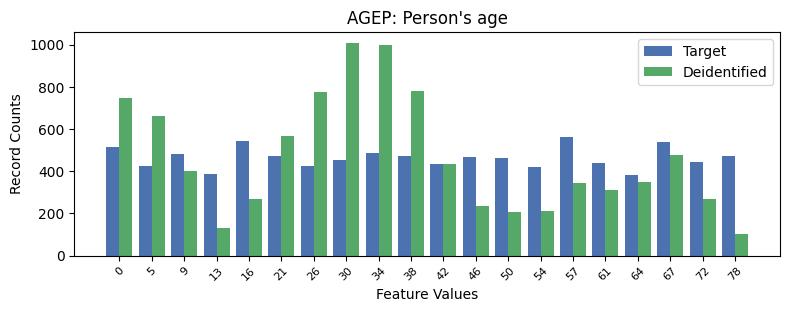 AGEP: Person's age
Target
Deidentified
Record Counts
1000
800
600
400
200
0
0 5 9 13 16 21 26 30 34 38 42 46 50 54 57 61 64 67 72 78
Feature Values